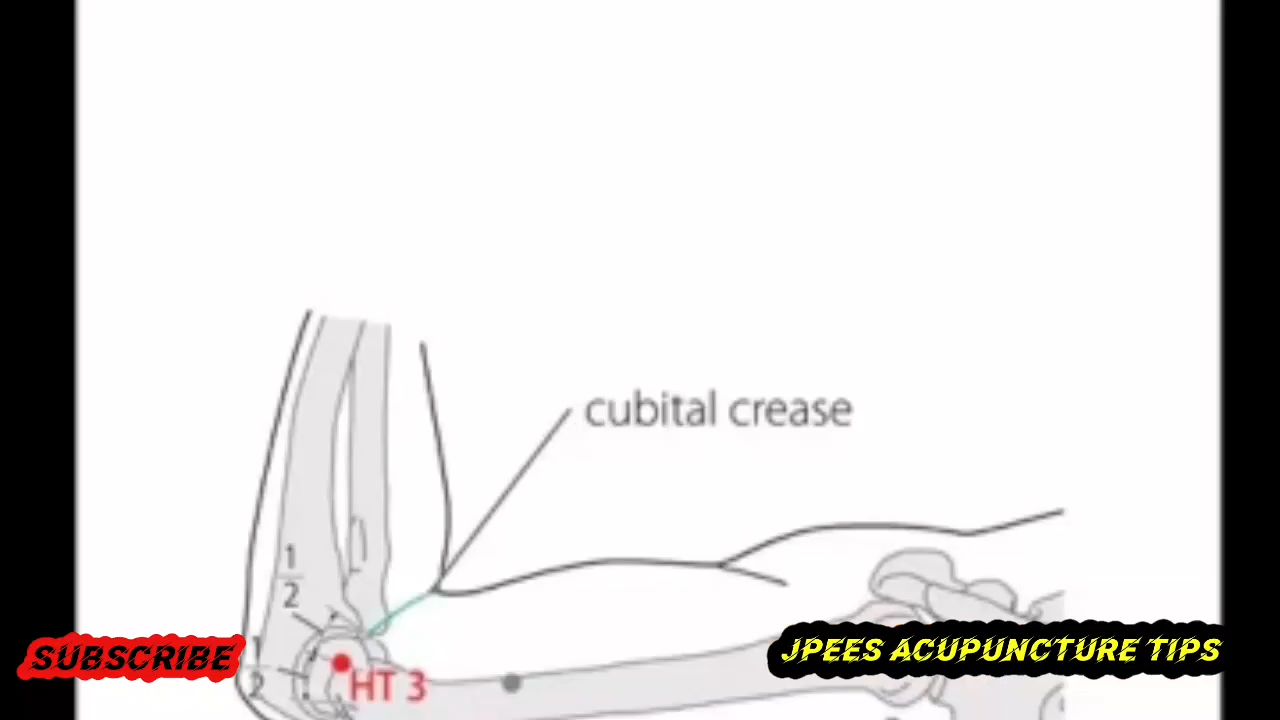 cubital crease
1
2
1
2
HT 3
SUBSCRIBE
JPEES ACUPUNCTURE TIPS